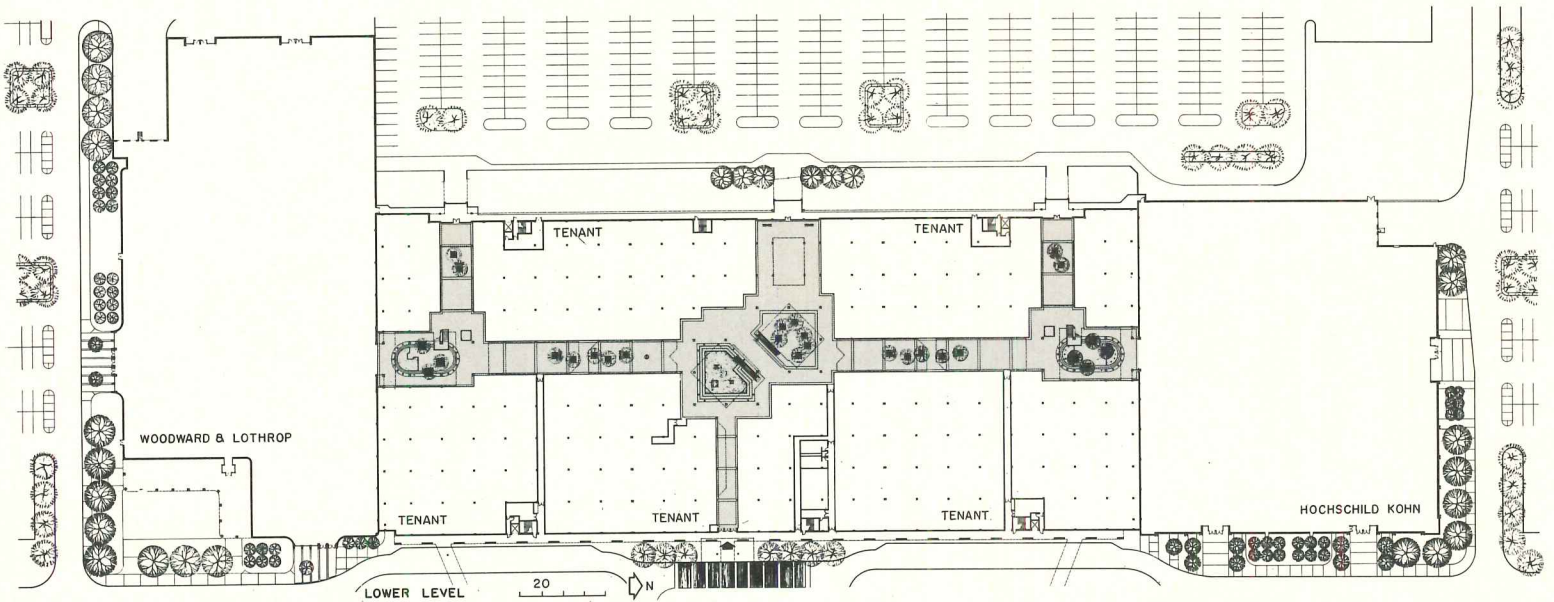 TENANT
TENANT
WOODWARD & LOTHROP
TENANT
TENANT
TENANT
HOCHSCHILD KOHN
LOWER LEVEL
20
N